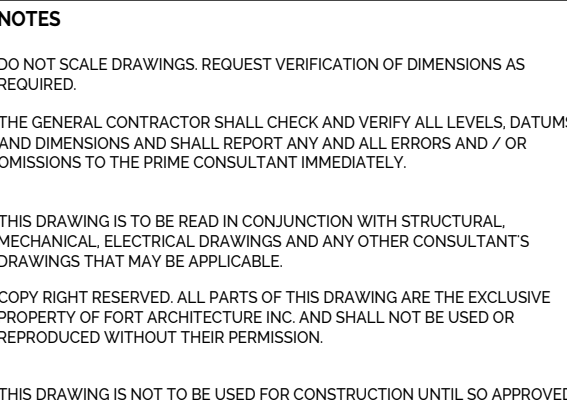 NOTES
DO NOT SCALE DRAWINGS. REQUEST VERIFICATION OF DIMENSIONS AS
REQUIRED.
THE GENERAL CONTRACTOR SHALL CHECK AND VERIFY ALL LEVELS, DATUMS
AND DIMENSIONS AND SHALL REPORT ANY AND ALL ERRORS AND / OR
OMISSIONS TO THE PRIME CONSULTANT IMMEDIATELY.
THIS DRAWING IS TO BE READ IN CONJUNCTION WITH STRUCTURAL,
MECHANICAL, ELECTRICAL DRAWINGS AND ANY OTHER CONSULTANT'S
DRAWINGS THAT MAY BE APPLICABLE.
COPY RIGHT RESERVED. ALL PARTS OF THIS DRAWING ARE THE EXCLUSIVE
PROPERTY OF FORT ARCHITECTURE INC. AND SHALL NOT BE USED OR
REPRODUCED WITHOUT THEIR PERMISSION.
THIS DRAWING IS NOT TO BE USED FOR CONSTRUCTION UNTIL SO APPROVED